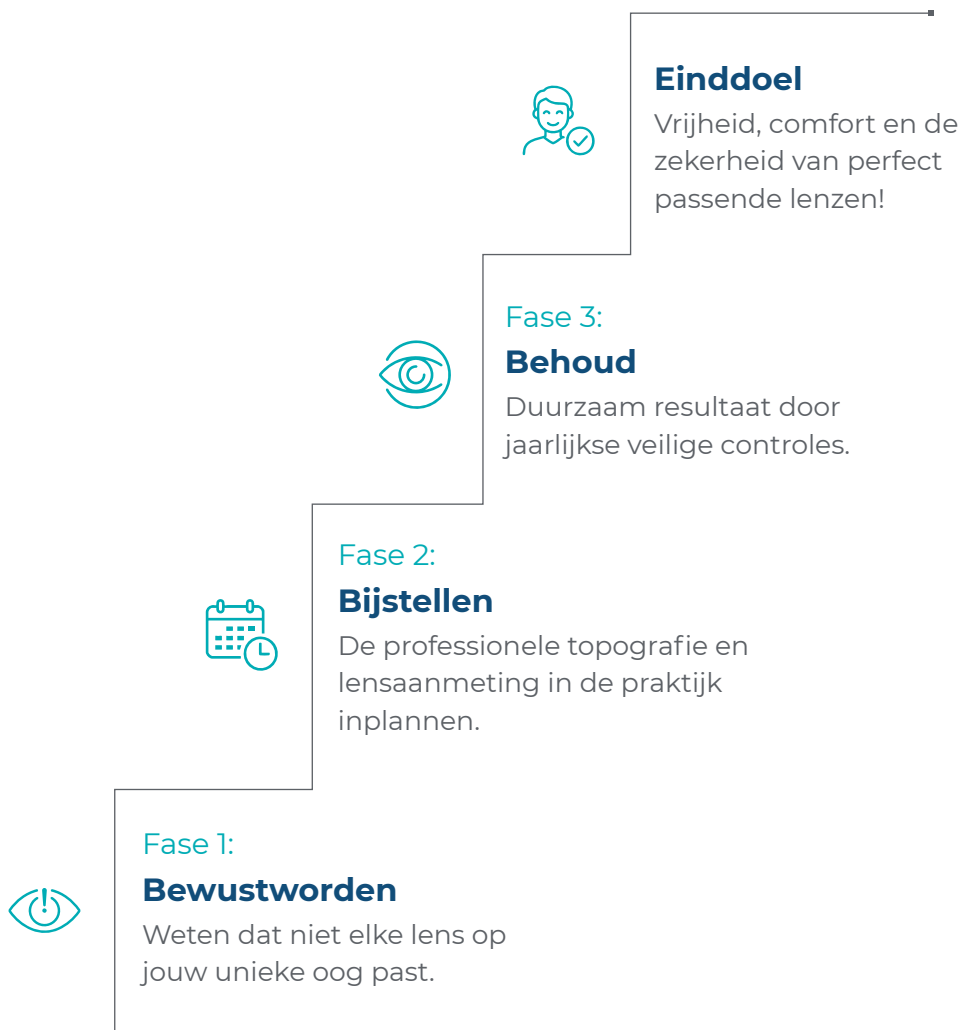 Einddoel
Vrijheid, comfort en de
zekerheid van perfect
passende lenzen!
Fase 3:
Behoud
Duurzaam resultaat door
jaarlijkse veilige controles.
Fase 2:
Bijstellen
De professionele topografie en
lensaanmeting in de praktijk
inplannen.
Fase 1:
Bewustworden
Weten dat niet elke lens op
jouw unieke oog past.